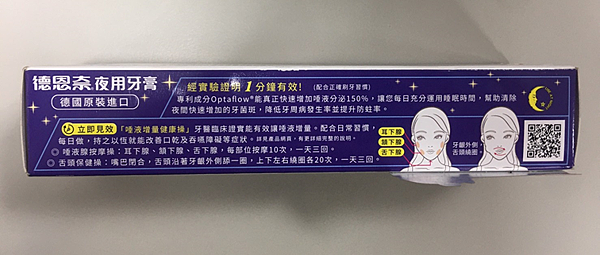 德恩奈 夜用牙膏
德國原裝進口
經實驗證明 1 分鐘有效！（配合正確刷牙習慣）
專利成分Optaflow®能真正快速增加唾液分泌150%，讓您每日充分運用睡眠時間，幫助清除
夜間快速增加的牙菌斑，降低牙周病發生率並提升防蛀率。
立即見效「唾液增量健康操」牙醫臨床證實能有效讓唾液增量。配合日常習慣，
每日做，持之以恆就能改善口乾及吞嚥障礙等症狀。
唾液腺按摩操：耳下腺、頷下腺、舌下腺，每部位按摩10次，一天三回。
舌頭保健操：嘴巴閉合，舌頭沿著牙齦外側舔一圈，上下左右繞圈各20次，一天三回。
耳下腺
頷下腺
舌下腺
牙齦外側
舌頭繞圈